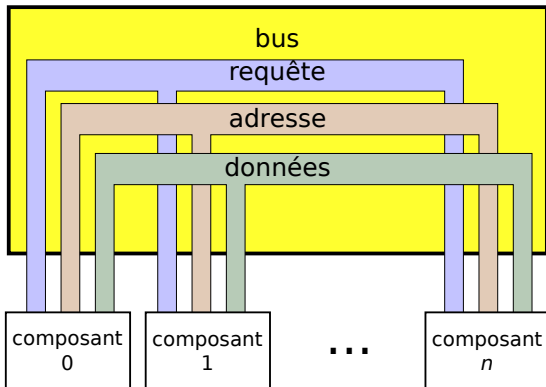 bus
requête
adresse
données
composant
0
composant
1
...
composant
n